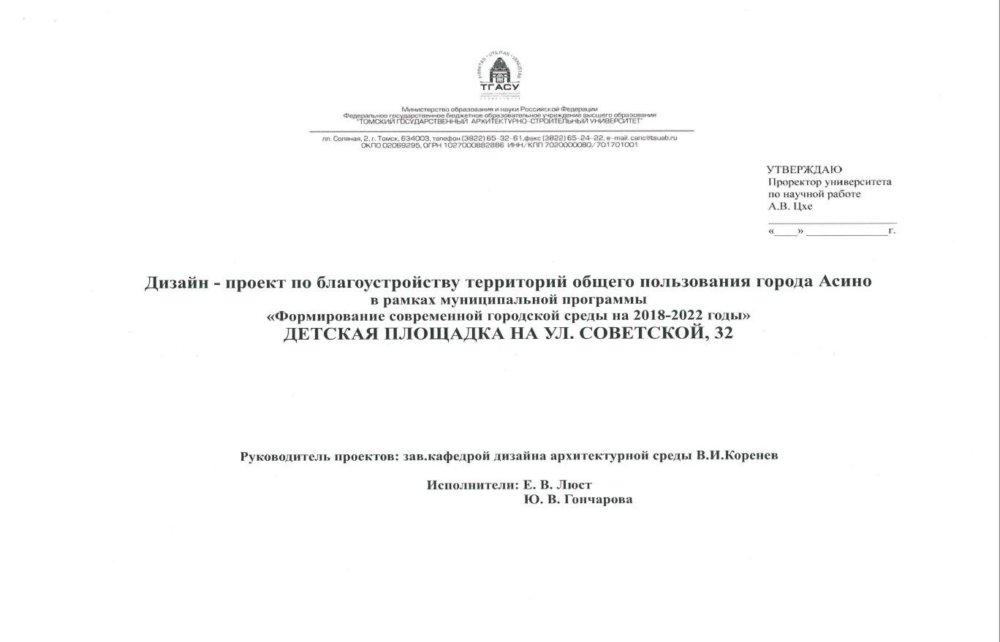 FIRMITAS • UTILITAS • VENUSTAS
ТГАСУ
Министерство образования и науки Российской Федерации
Федеральное государственное бюджетное образовательное учреждение высшего образования
"ТОМСКИЙ ГОСУДАРСТВЕННЫЙ АРХИТЕКТУРНО-СТРОИТЕЛЬНЫЙ УНИВЕРСИТЕТ"
пл. Соляная, 2, г. Томск, 634003, телефон (3822) 65-32-61,факс (3822) 65-24-22, e-mail. canc@tsuab.ru
ОКПО 02069295, ОГРН 1027000882886 ИНН/КПП 7020000080/701701001
УТВЕРЖДАЮ
Проректор университета
по научной работе
А.В. Цхе
«____» ________________г.
Дизайн - проект по благоустройству территорий общего пользования города Асино
в рамках муниципальной программы
«Формирование современной городской среды на 2018-2022 годы»
ДЕТСКАЯ ПЛОЩАДКА НА УЛ. СОВЕТСКОЙ, 32
Руководитель проектов: зав.кафедрой дизайна архитектурной среды В.И.Коренев
Исполнители: Е. В. Люст
Ю. В. Гончарова